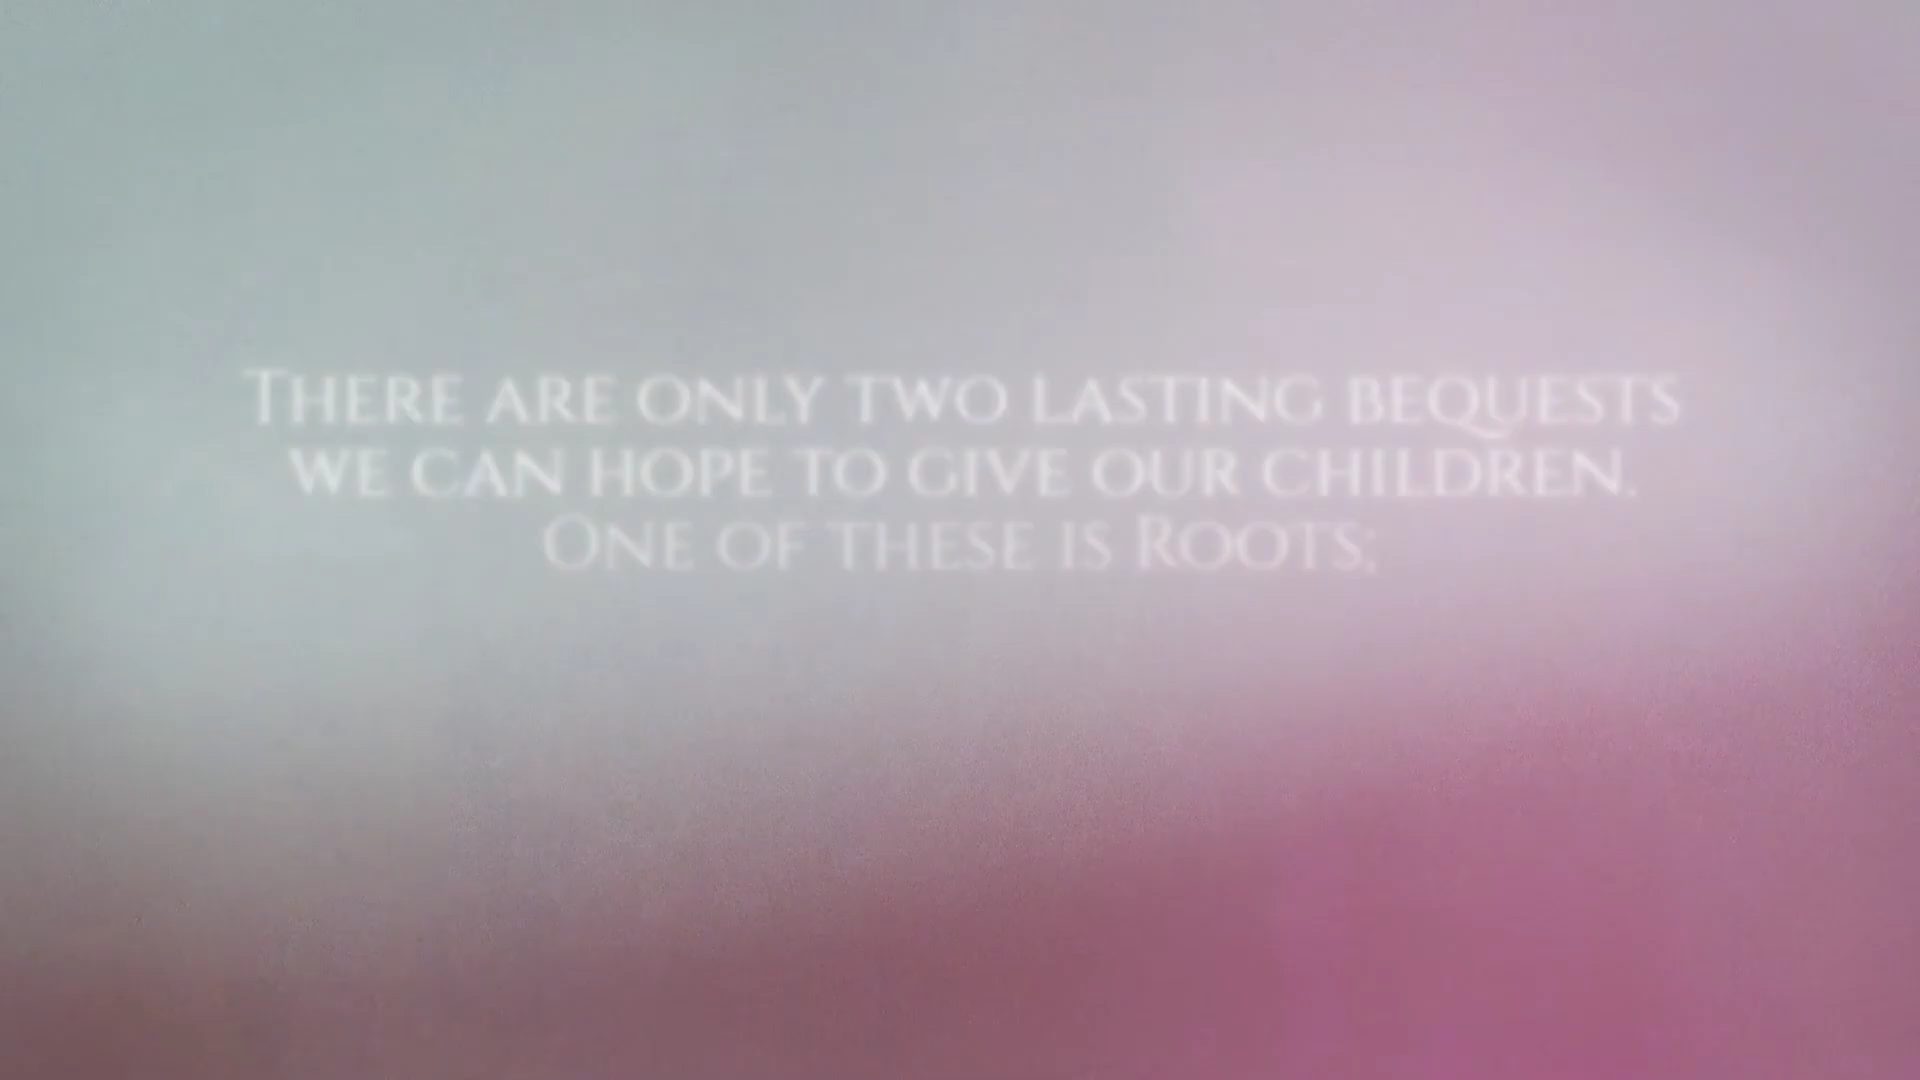 There are only two lasting bequests
we can hope to give our children.
One of these is Roots;